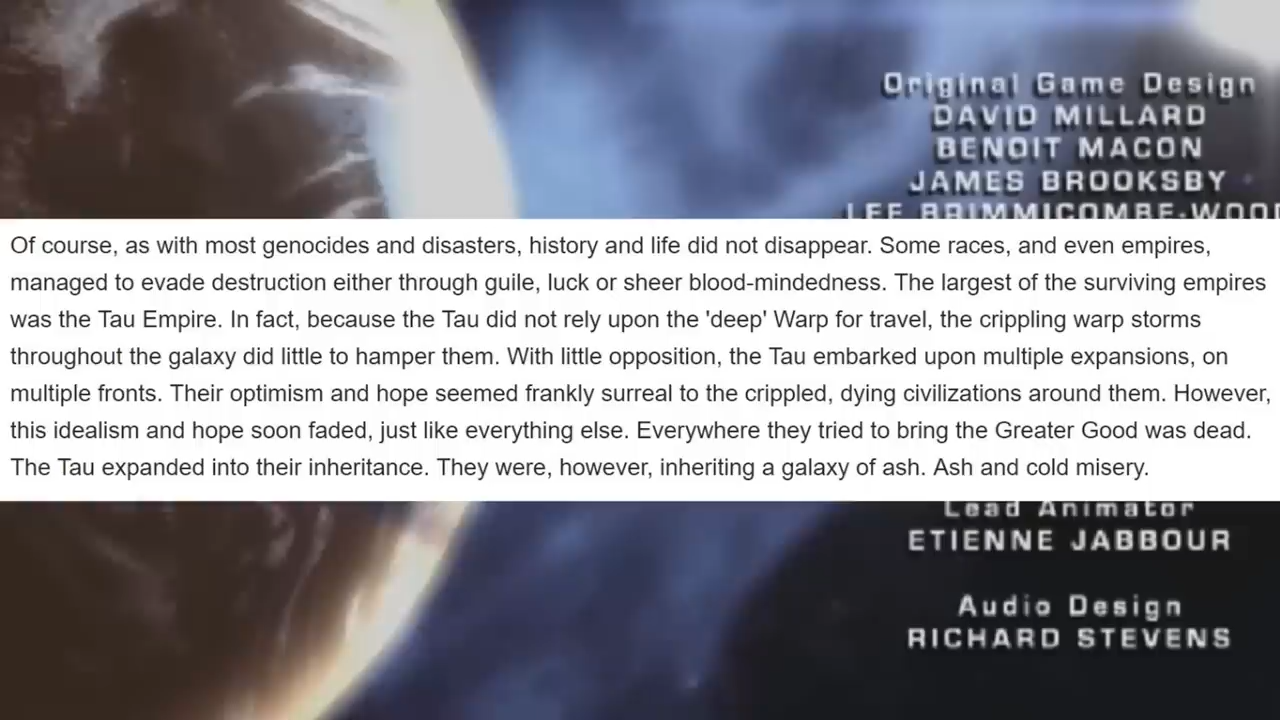 Original Game Design
DAVID MILLARD
BENOIT MACON
JAMES BROOKSBY
LEE BRIMMICOMBE-WOOD
Of course, as with most genocides and disasters, history and life did not disappear. Some races, and even empires,
managed to evade destruction either through guile, luck or sheer blood-mindedness. The largest of the surviving empires
was the Tau Empire. In fact, because the Tau did not rely upon the 'deep' Warp for travel, the crippling warp storms
throughout the galaxy did little to hamper them. With little opposition, the Tau embarked upon multiple expansions, on
multiple fronts. Their optimism and hope seemed frankly surreal to the crippled, dying civilizations around them. However,
this idealism and hope soon faded, just like everything else. Everywhere they tried to bring the Greater Good was dead.
The Tau expanded into their inheritance. They were, however, inheriting a galaxy of ash. Ash and cold misery.
Lead Animator
ETIENNE JABBOUR
Audio Design
RICHARD STEVENS